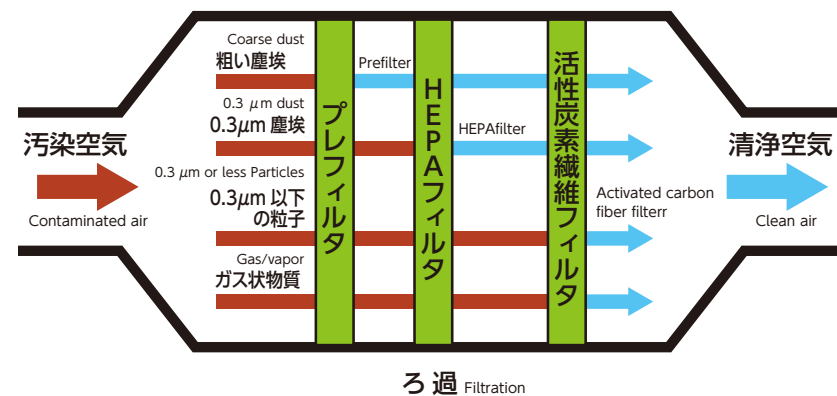 汚染空気
Contaminated air
Coarse dust
粗い塵埃
0.3 μm dust
0.3μm 塵埃
0.3 μm or less Particles
0.3μm 以下
の粒子
Gas/vapor
ガス状物質
プレフィルタ
Prefilter
HEPAフィルタ
HEPAfilter
活性炭素繊維フィルタ
Activated carbon
fiber filterr
清浄空気
Clean air
ろ過 Filtration